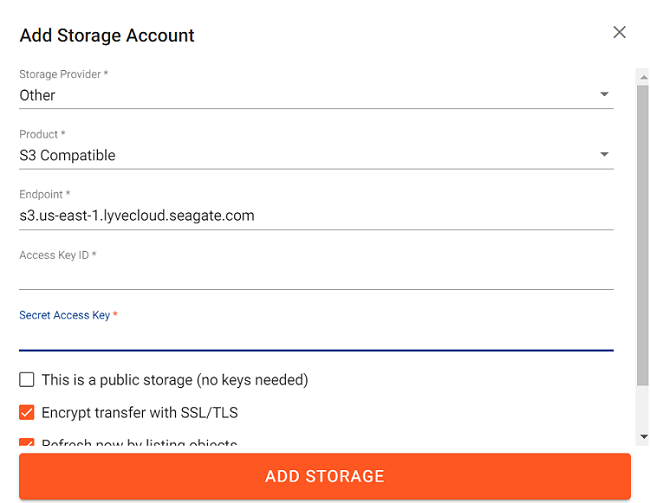 Add Storage Account
Storage Provider *
Other
Product *
S3 Compatible
Endpoint *
s3.us-east-1.lyvecloud.seagate.com
Access Key ID *
Secret Access Key *
This is a public storage (no keys needed)
Encrypt transfer with SSL/TLS
Refresh now by listing objects
ADD STORAGE